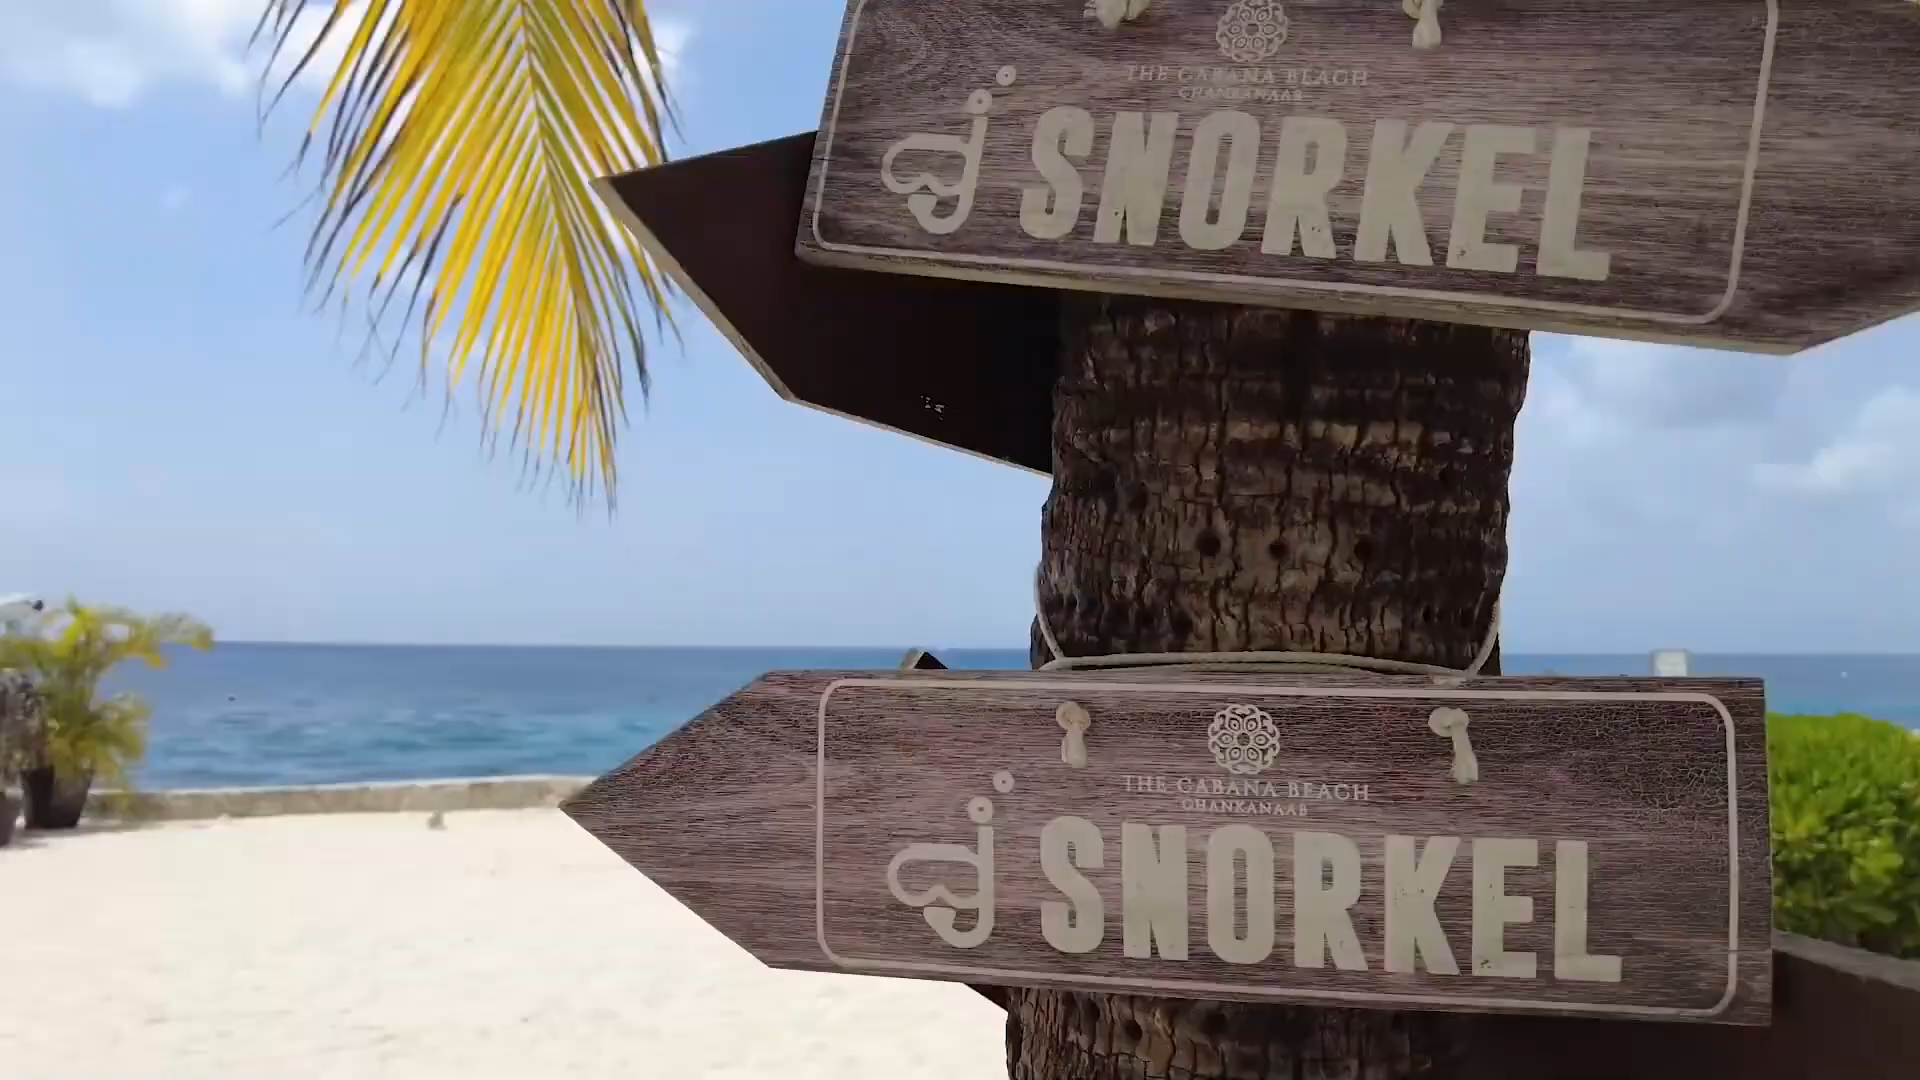 THE CABANA BEACH
CHANKANAAB
SNORKEL
THE CABANA BEACH
CHANKANAAB
SNORKEL